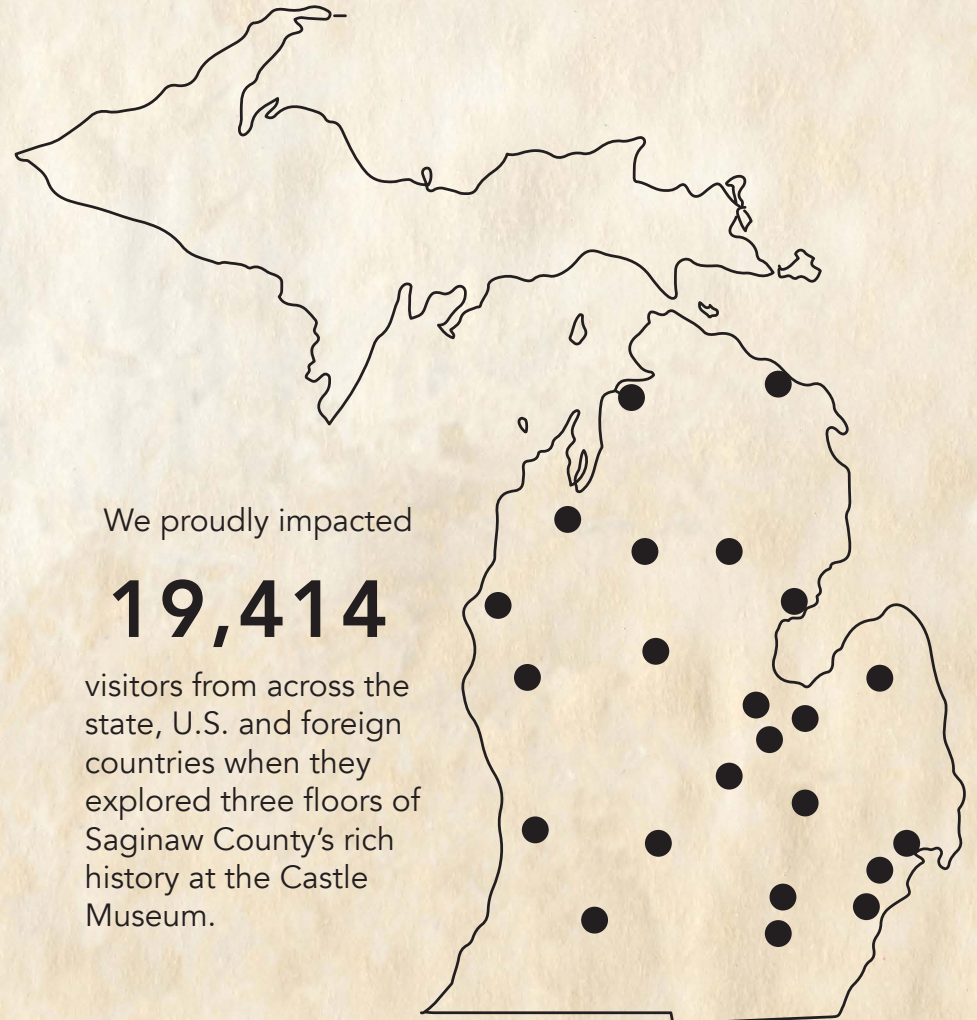 We proudly impacted
19,414
visitors from across the
state, U.S. and foreign
countries when they
explored three floors of
Saginaw County’s rich
history at the Castle
Museum.